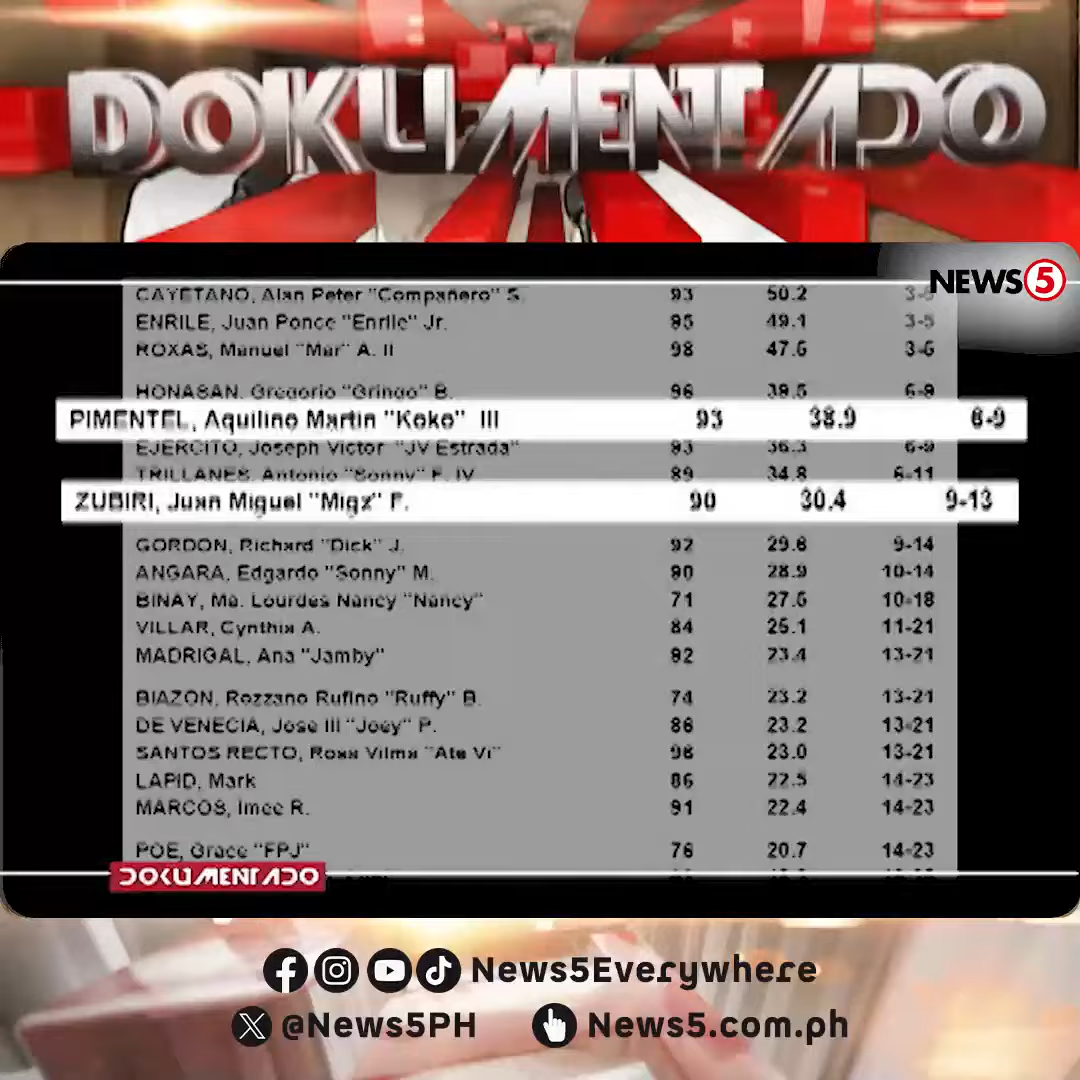 DOKUMENTADO
NEWS5
CAYETANO, Alan Peter "Compañero" S. 93 50.2
ENRILE, Juan Ponce "Enrile" Jr. 95 49.1 3-5
ROXAS, Manuel "Mar" A. II 98 47.6 3-6
HONASAN, Gregorio "Gringo" B. 96 39.5 6-9
PIMENTEL, Aquilino Martin "Koko" III 93 38.9 6-9
EJERCITO, Joseph Victor "JV Estrada" 93 36.3 6-9
TRILLANES, Antonio "Sonny" F. IV 89 34.8 6-11
ZUBIRI, Juan Miguel "Migz" F. 90 30.4 9-13
GORDON, Richard "Dick" J. 92 29.6 9-14
ANGARA, Edgardo "Sonny" M. 80 28.9 10-14
BINAY, Ma. Lourdes Nancy "Nancy" 71 27.5 10-18
VILLAR, Cynthia A. 84 25.1 11-21
MADRIGAL, Ana "Jamby" 92 23.4 13-21
BIAZON, Rozzano Rufino "Ruffy" B. 74 23.2 13-21
DE VENECIA, Jose III "Joey" P. 86 23.2 13-21
SANTOS RECTO, Rosa Vilma "Ate Vi" 98 23.0 13-21
LAPID, Mark 86 22.5 14-23
MARCOS, Imee R. 91 22.4 14-23
POE, Grace "FPJ" 76 20.7 14-23
DOKUMENTADO
News5Everywhere
@News5PH News5.com.ph